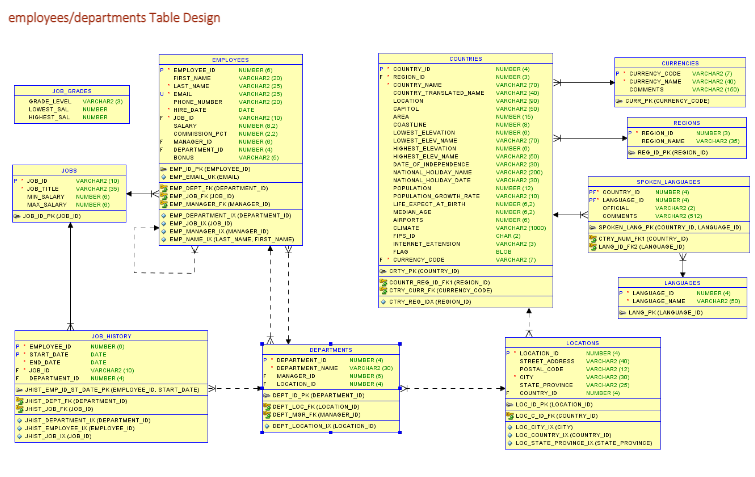 employees/departments Table Design
EMPLOYEES
P * EMPLOYEE_ID NUMBER (6)
FIRST_NAME VARCHAR2 (20)
* LAST_NAME VARCHAR2 (25)
U * EMAIL VARCHAR2 (25)
PHONE_NUMBER VARCHAR2 (20)
* HIRE_DATE DATE
F * JOB_ID VARCHAR2 (10)
SALARY NUMBER (8,2)
COMMISSION_PCT NUMBER (2,2)
F MANAGER_ID NUMBER (6)
F DEPARTMENT_ID NUMBER (4)
BONUS VARCHAR2 (5)
EMP_ID_PK (EMPLOYEE_ID)
EMP_EMAIL_UK (EMAIL)
EMP_DEPT_FK (DEPARTMENT_ID)
EMP_JOB_FK (JOB_ID)
EMP_MANAGER_FK (MANAGER_ID)
EMP_DEPARTMENT_IX (DEPARTMENT_ID)
EMP_JOB_IX (JOB_ID)
EMP_MANAGER_IX (MANAGER_ID)
EMP_NAME_IX (LAST_NAME, FIRST_NAME)
JOB_GRADES
GRADE_LEVEL VARCHAR2 (3)
LOWEST_SAL NUMBER
HIGHEST_SAL NUMBER
JOBS
P * JOB_ID VARCHAR2 (10)
* JOB_TITLE VARCHAR2 (35)
MIN_SALARY NUMBER (6)
MAX_SALARY NUMBER (6)
JOB_ID_PK (JOB_ID)
JOB_HISTORY
P * EMPLOYEE_ID NUMBER (6)
P * START_DATE DATE
* END_DATE DATE
F * JOB_ID VARCHAR2 (10)
F DEPARTMENT_ID NUMBER (4)
JHIST_EMP_ID_ST_DATE_PK (EMPLOYEE_ID, START_DATE)
JHIST_DEPT_FK (DEPARTMENT_ID)
JHIST_JOB_FK (JOB_ID)
JHIST_DEPARTMENT_IX (DEPARTMENT_ID)
JHIST_EMPLOYEE_IX (EMPLOYEE_ID)
JHIST_JOB_IX (JOB_ID)
DEPARTMENTS
P * DEPARTMENT_ID NUMBER (4)
* DEPARTMENT_NAME VARCHAR2 (30)
F MANAGER_ID NUMBER (6)
F LOCATION_ID NUMBER (4)
DEPT_ID_PK (DEPARTMENT_ID)
DEPT_LOC_FK (LOCATION_ID)
DEPT_MGR_FK (MANAGER_ID)
DEPT_LOCATION_IX (LOCATION_ID)
COUNTRIES
P * COUNTRY_ID NUMBER (4)
F * REGION_ID NUMBER (3)
* COUNTRY_NAME VARCHAR2 (70)
COUNTRY_TRANSLATED_NAME VARCHAR2 (40)
LOCATION VARCHAR2 (90)
CAPITOL VARCHAR2 (50)
AREA NUMBER (15)
COASTLINE NUMBER (8)
LOWEST_ELEVATION NUMBER (6)
LOWEST_ELEV_NAME VARCHAR2 (70)
HIGHEST_ELEVATION NUMBER (6)
HIGHEST_ELEV_NAME VARCHAR2 (50)
DATE_OF_INDEPENDENCE VARCHAR2 (30)
NATIONAL_HOLIDAY_NAME VARCHAR2 (200)
NATIONAL_HOLIDAY_DATE VARCHAR2 (30)
POPULATION NUMBER (12)
POPULATION_GROWTH_RATE VARCHAR2 (10)
LIFE_EXPECT_AT_BIRTH NUMBER (6,2)
MEDIAN_AGE NUMBER (6,2)
AIRPORTS NUMBER (6)
CLIMATE VARCHAR2 (1000)
FIPS_ID CHAR (2)
INTERNET_EXTENSION VARCHAR2 (3)
FLAG BLOB
F * CURRENCY_CODE VARCHAR2 (7)
CRTY_PK (COUNTRY_ID)
COUNTR_REG_ID_FK1 (REGION_ID)
CTRY_CURR_FK (CURRENCY_CODE)
CTRY_REG_IDX (REGION_ID)
CURRENCIES
P * CURRENCY_CODE VARCHAR2 (7)
* CURRENCY_NAME VARCHAR2 (40)
COMMENTS VARCHAR2 (150)
CURR_PK (CURRENCY_CODE)
REGIONS
P * REGION_ID NUMBER (3)
* REGION_NAME VARCHAR2 (35)
REG_ID_PK (REGION_ID)
SPOKEN_LANGUAGES
PF* COUNTRY_ID NUMBER (4)
PF* LANGUAGE_ID NUMBER (4)
OFFICIAL VARCHAR2 (2)
COMMENTS VARCHAR2 (512)
SPOKEN_LANG_PK (COUNTRY_ID, LANGUAGE_ID)
CTRY_NUM_FK1 (COUNTRY_ID)
LANG_ID_FK2 (LANGUAGE_ID)
LANGUAGES
P * LANGUAGE_ID NUMBER (4)
* LANGUAGE_NAME VARCHAR2 (50)
LANG_PK (LANGUAGE_ID)
LOCATIONS
P * LOCATION_ID NUMBER (4)
STREET_ADDRESS VARCHAR2 (40)
POSTAL_CODE VARCHAR2 (12)
* CITY VARCHAR2 (30)
STATE_PROVINCE VARCHAR2 (25)
F COUNTRY_ID NUMBER (4)
LOC_ID_PK (LOCATION_ID)
LOC_C_ID_FK (COUNTRY_ID)
LOC_CITY_IX (CITY)
LOC_COUNTRY_IX (COUNTRY_ID)
LOC_STATE_PROVINCE_IX (STATE_PROVINCE)